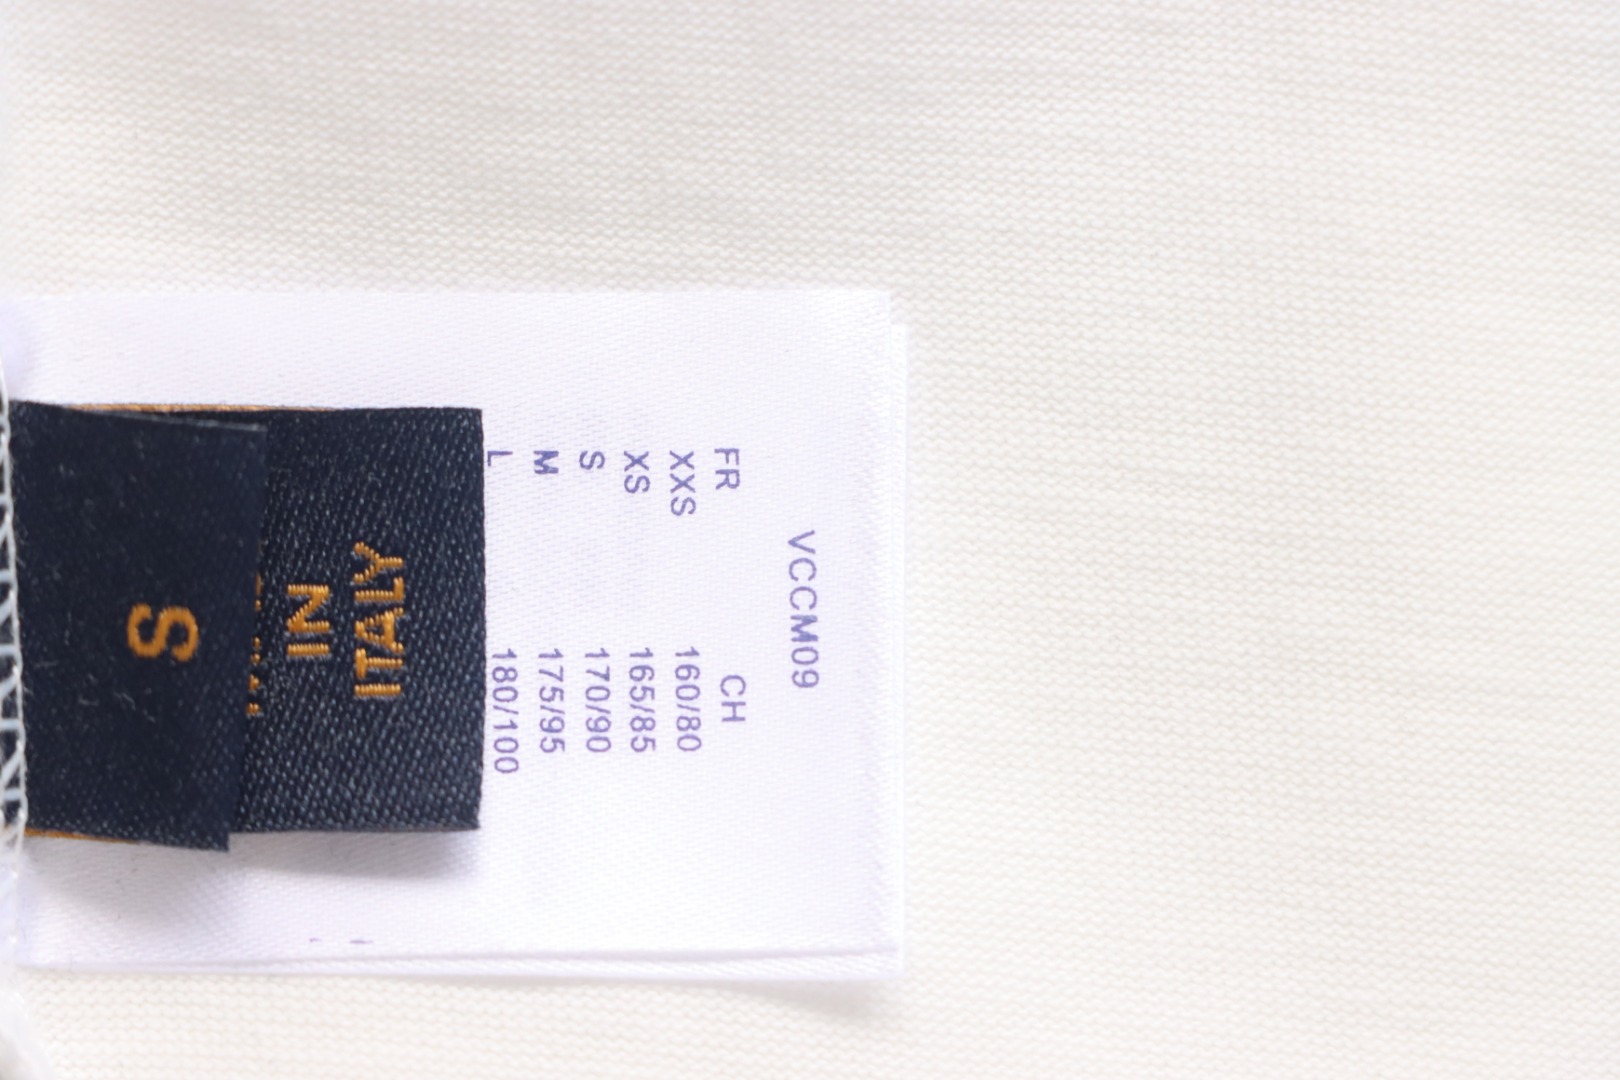 S
IN
ITALY
VCCM09
FR CH
XXS 160/80
XS 165/85
S 170/90
M 175/95
L 180/100